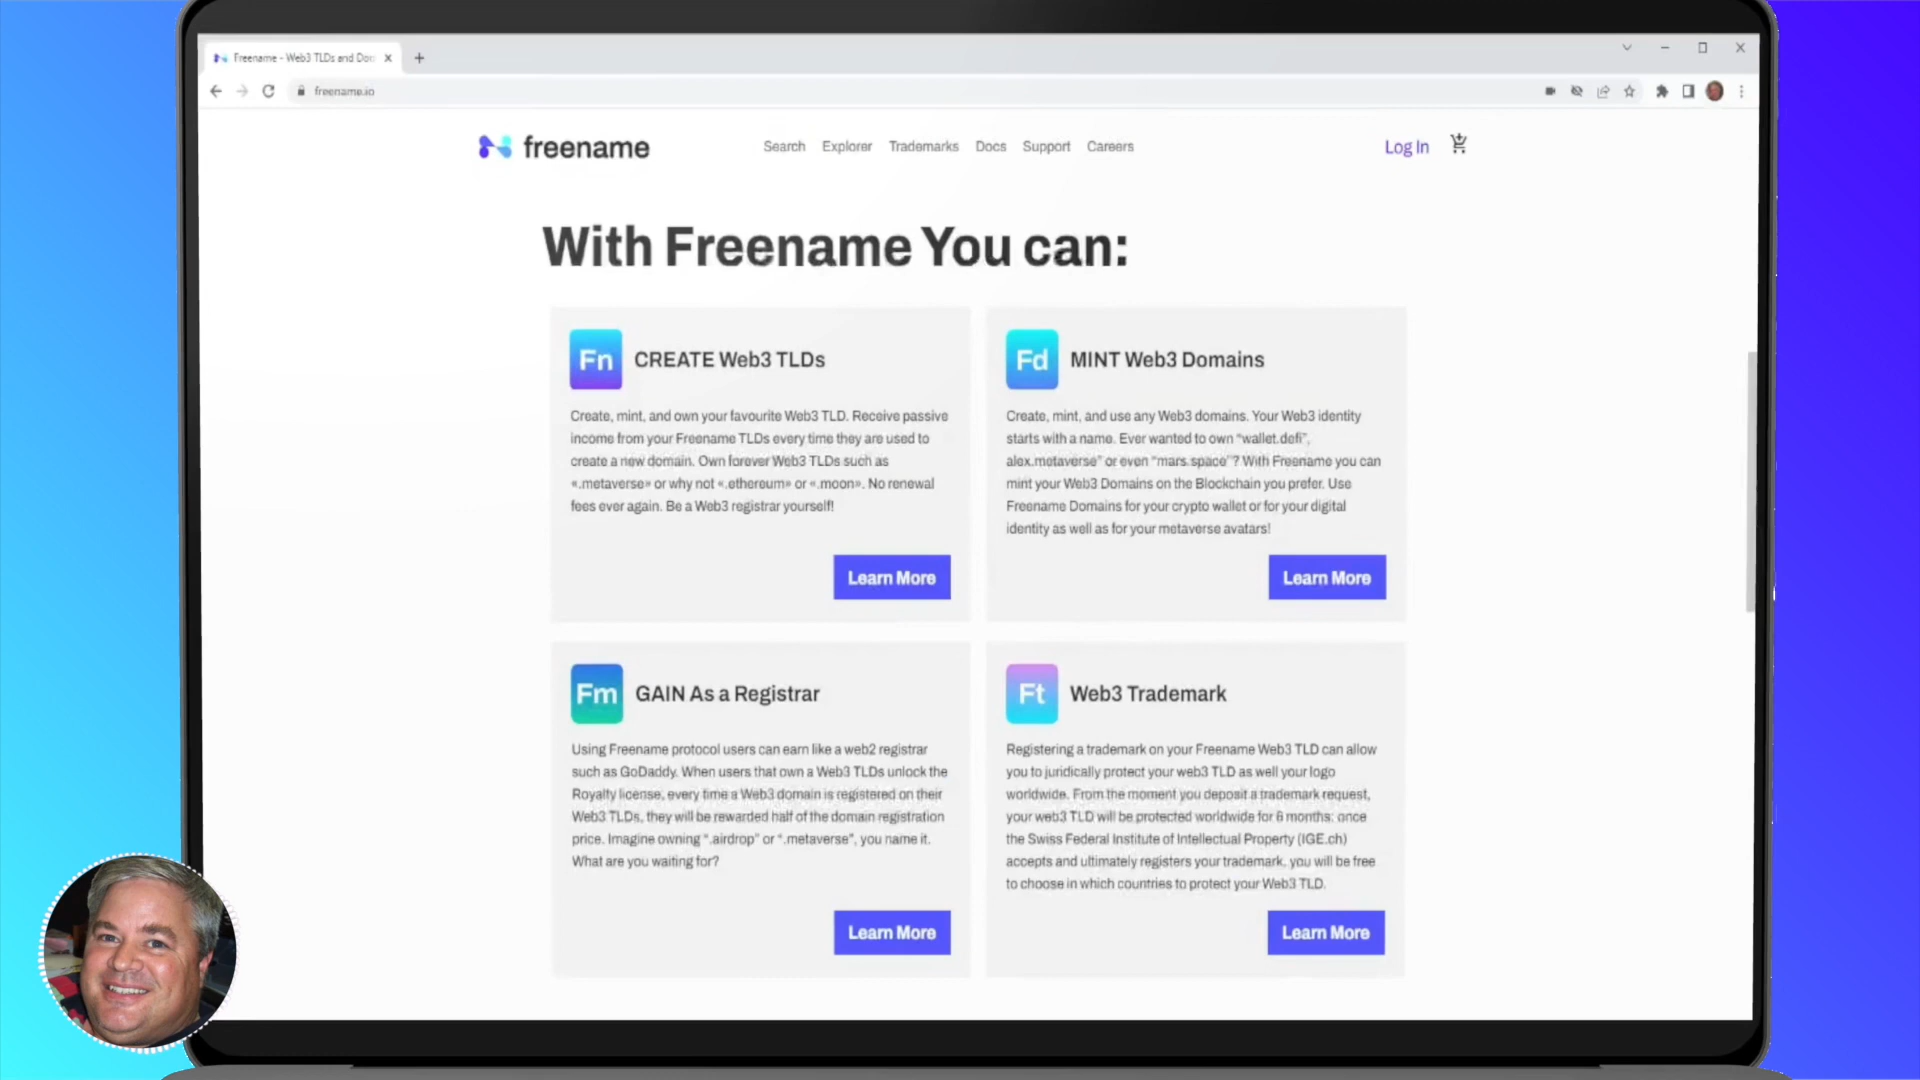 Freename - Web3 TLDs and Dom
freename.io
freename
Search Explorer Trademarks Docs Support Careers
Log In
With Freename You can:
Fn CREATE Web3 TLDs
Create, mint, and own your favourite Web3 TLD. Receive passive
income from your Freename TLDs every time they are used to
create a new domain. Own forever Web3 TLDs such as
«.metaverse» or why not «.ethereum» or «.moon». No renewal
fees ever again. Be a Web3 registrar yourself!
Learn More
Fd MINT Web3 Domains
Create, mint, and use any Web3 domains. Your Web3 identity
starts with a name. Ever wanted to own “wallet.defi”,
alex.metaverse” or even “mars.space”? With Freename you can
mint your Web3 Domains on the Blockchain you prefer. Use
Freename Domains for your crypto wallet or for your digital
identity as well as for your metaverse avatars!
Learn More
Fm GAIN As a Registrar
Using Freename protocol users can earn like a web2 registrar
such as GoDaddy. When users that own a Web3 TLDs unlock the
Royalty license, every time a Web3 domain is registered on their
Web3 TLDs, they will be rewarded half of the domain registration
price. Imagine owning “.airdrop” or “.metaverse”, you name it.
What are you waiting for?
Learn More
Ft Web3 Trademark
Registering a trademark on your Freename Web3 TLD can allow
you to juridically protect your web3 TLD as well your logo
worldwide. From the moment you deposit a trademark request,
your web3 TLD will be protected worldwide for 6 months: once
the Swiss Federal Institute of Intellectual Property (IGE.ch)
accepts and ultimately registers your trademark, you will be free
to choose in which countries to protect your Web3 TLD.
Learn More